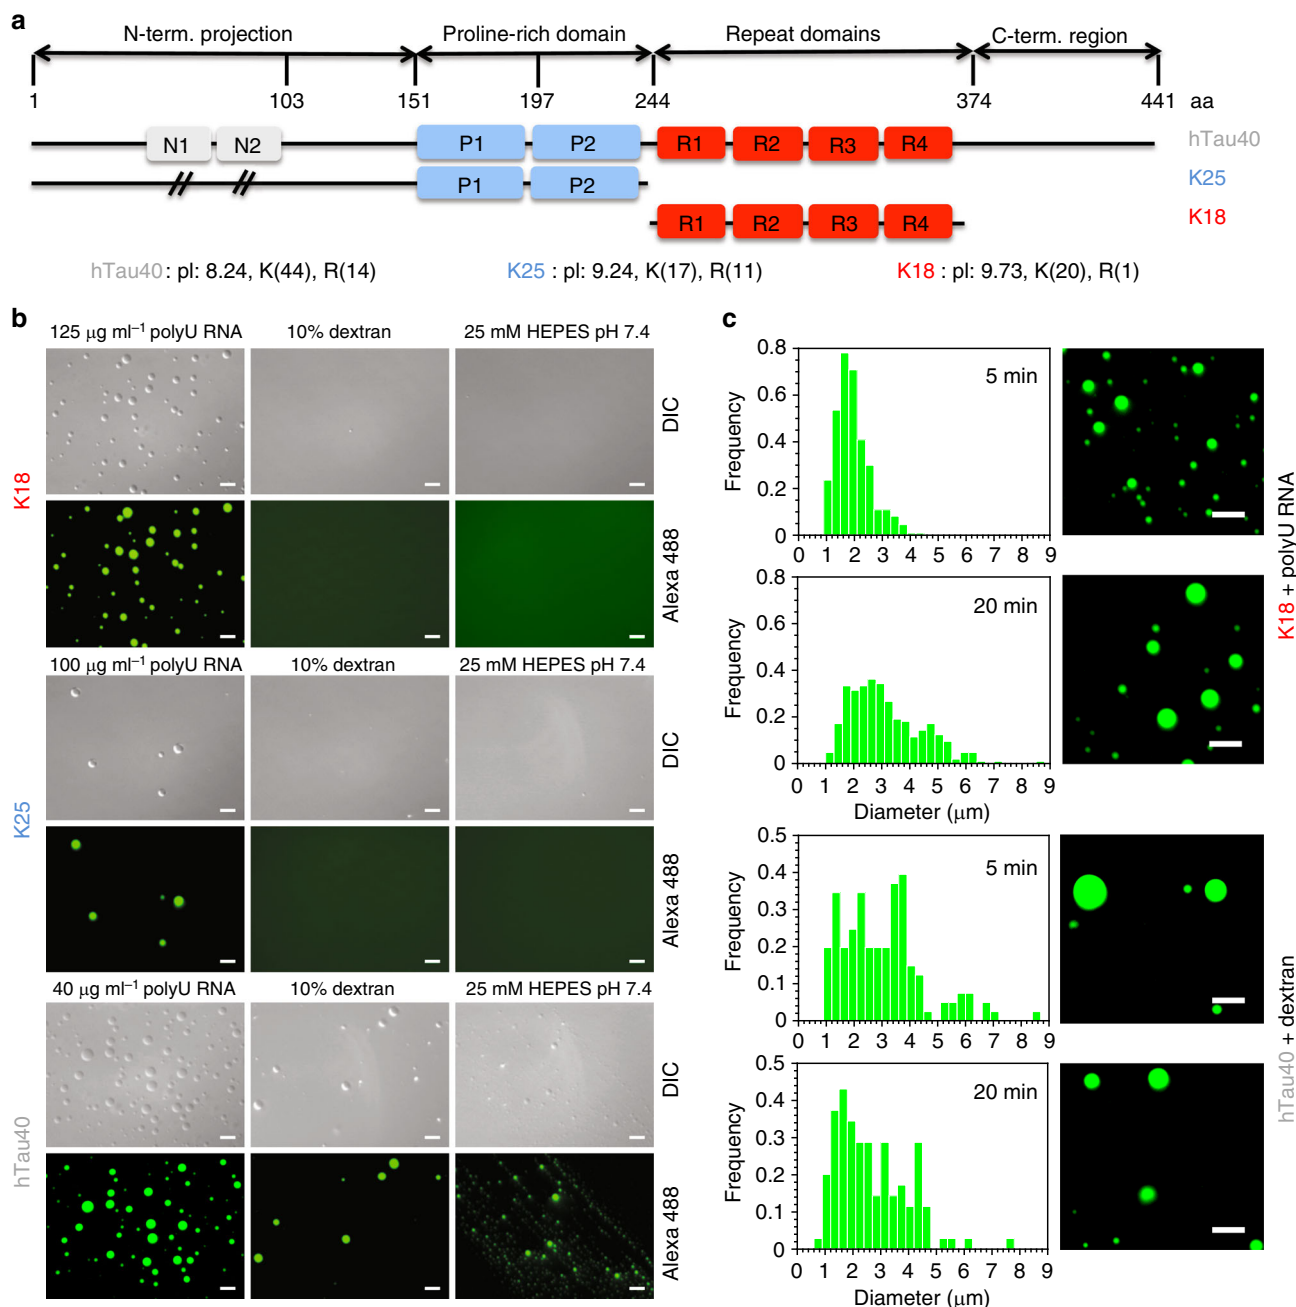 a
N-term. projection Proline-rich domain Repeat domains C-term. region
1 103 151 197 244 374 441 aa
N1 N2 P1 P2 R1 R2 R3 R4 hTau40
P1 P2 K25
R1 R2 R3 R4 K18
hTau40 : pI: 8.24, K(44), R(14) K25 : pI: 9.24, K(17), R(11) K18 : pI: 9.73, K(20), R(1)
b
125 μg ml⁻¹ polyU RNA 10% dextran 25 mM HEPES pH 7.4
DIC
K18
Alexa 488
100 μg ml⁻¹ polyU RNA 10% dextran 25 mM HEPES pH 7.4
DIC
K25
Alexa 488
40 μg ml⁻¹ polyU RNA 10% dextran 25 mM HEPES pH 7.4
DIC
hTau40
Alexa 488
c
0.8
0.6
0.4
0.2
0
Frequency
5 min
0 1 2 3 4 5 6 7 8 9
0.8
0.6
0.4
0.2
0
Frequency
20 min
0 1 2 3 4 5 6 7 8 9
Diameter (μm)
K18 + polyU RNA
0.5
0.4
0.3
0.2
0.1
0
Frequency
5 min
0 1 2 3 4 5 6 7 8 9
0.5
0.4
0.3
0.2
0.1
0
Frequency
20 min
0 1 2 3 4 5 6 7 8 9
Diameter (μm)
hTau40 + dextran